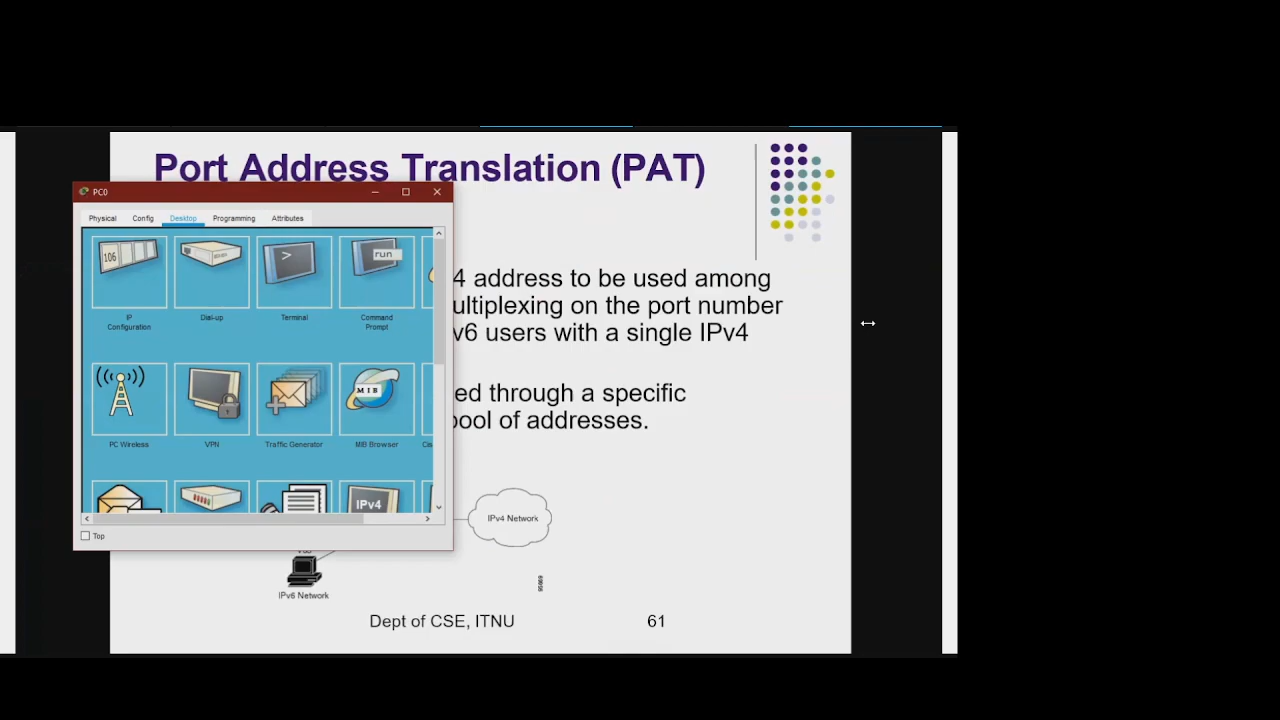 Port Address Translation (PAT)
PC0
Physical Config Desktop Programming Attributes
106
run
IP Configuration
Dial-up
Terminal
Command Prompt
4 address to be used among
ultiplexing on the port number
v6 users with a single IPv4
MIB
PC Wireless
VPN
Traffic Generator
MIB Browser
ed through a specific
pool of addresses.
IPv4
Top
IPv4 Network
IPv6 Network
Dept of CSE, ITNU
61